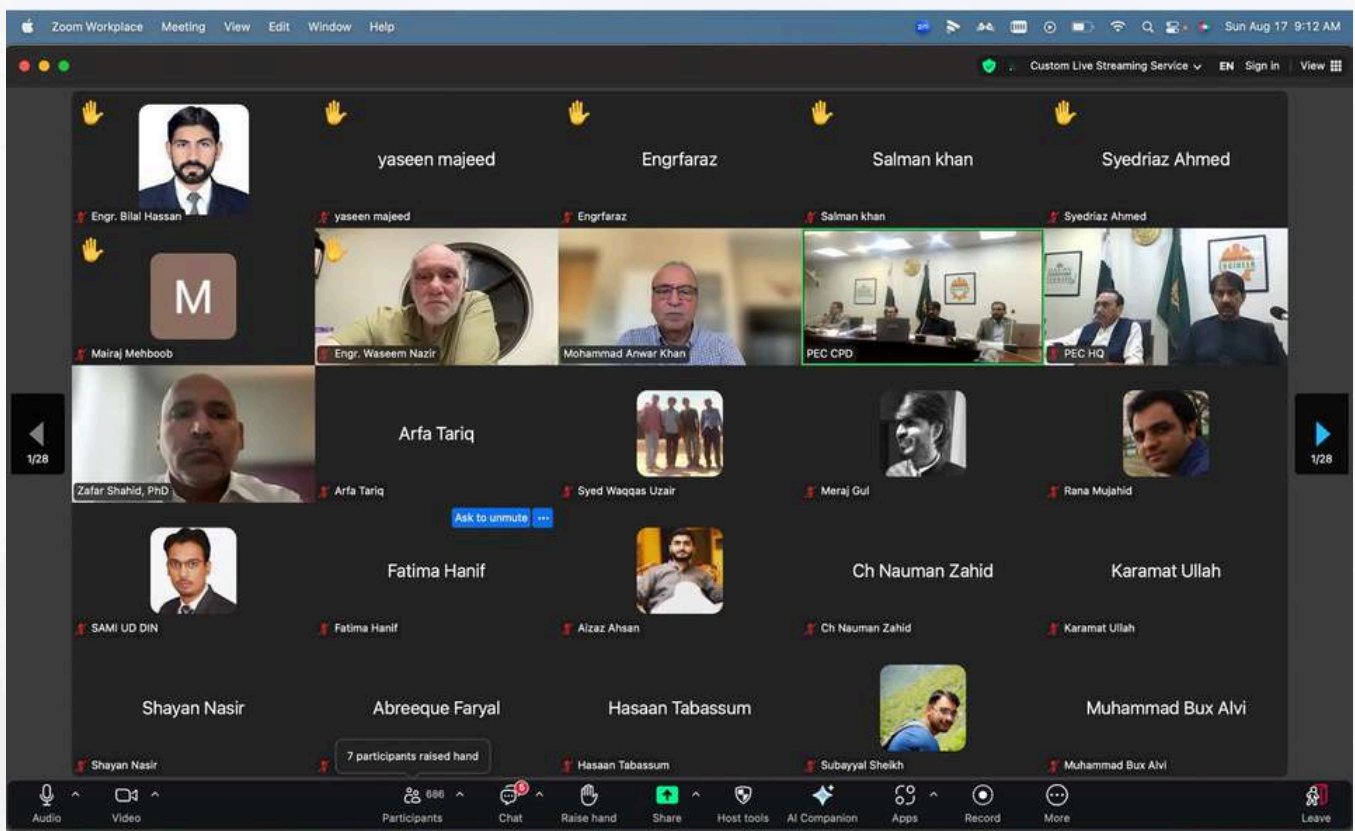 Zoom Workplace Meeting View Edit Window Help
Sun Aug 17 9:12 AM
Custom Live Streaming Service EN Sign in View
Engr. Bilal Hassan
yaseen majeed
yaseen majeed
Engrfaraz
Engrfaraz
Salman khan
Salman khan
Syedriaz Ahmed
Syedriaz Ahmed
M
Mairaj Mehboob
Engr. Waseem Nazir
Mohammad Anwar Khan
PEC CPD
ENGINEER
PEC HQ
1/28
1/28
Zafar Shahid, PhD
Arfa Tariq
Arfa Tariq
Syed Waqqas Uzair
Meraj Gul
Rana Mujahid
Ask to unmute ...
SAMI UD DIN
Fatima Hanif
Fatima Hanif
Aizaz Ahsan
Ch Nauman Zahid
Ch Nauman Zahid
Karamat Ullah
Karamat Ullah
Shayan Nasir
Shayan Nasir
Abreeque Faryal
7 participants raised hand
Hasaan Tabassum
Hasaan Tabassum
Subayyal Sheikh
Muhammad Bux Alvi
Muhammad Bux Alvi
Audio
Video
686
Participants
5
Chat
Raise hand
Share
Host tools
AI Companion
Apps
Record
More
Leave